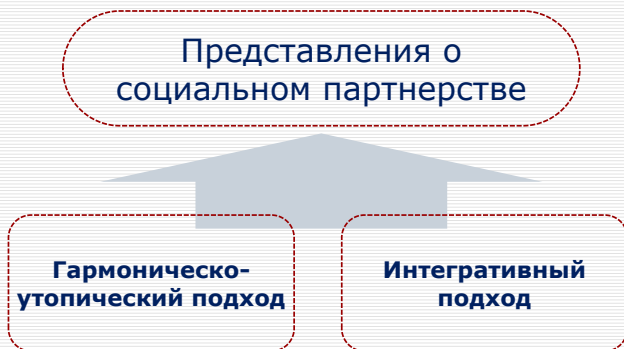 Представления о
социальном партнерстве
Гармоническо-
утопический подход
Интегративный
подход